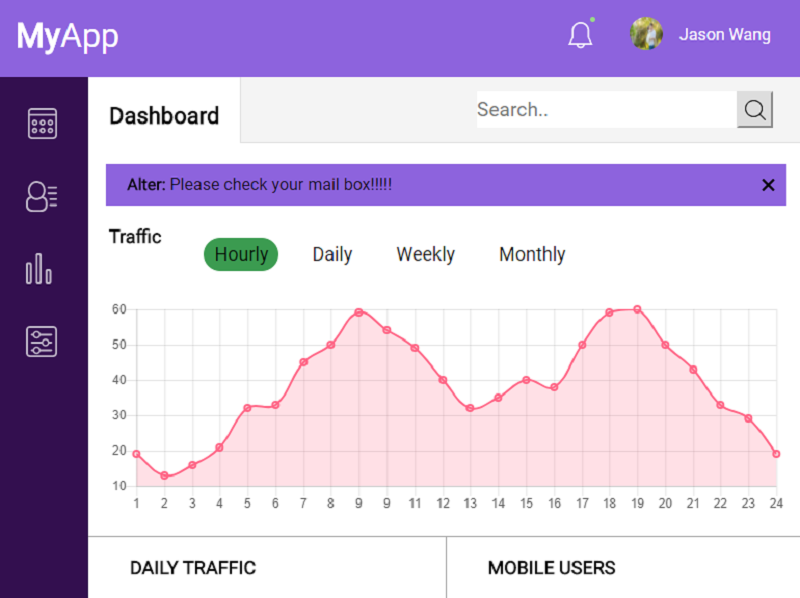 MyApp
Jason Wang
Dashboard
Search..
Alter: Please check your mail box!!!!!
Traffic
Hourly Daily Weekly Monthly
60
50
40
30
20
10
1 2 3 4 5 6 7 8 9 9 11 12 13 14 15 16 17 18 19 20 21 22 23 24
DAILY TRAFFIC
MOBILE USERS